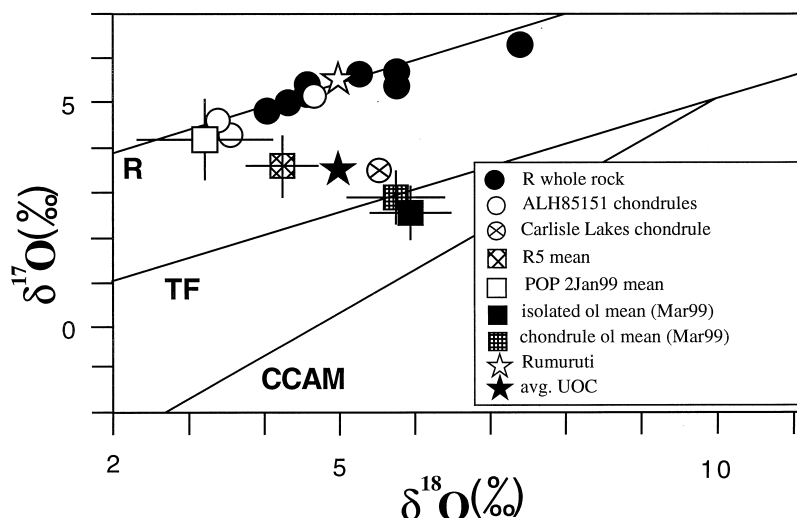 5
R
R whole rock
ALH85151 chondrules
Carlisle Lakes chondrule
R5 mean
POP 2Jan99 mean
isolated ol mean (Mar99)
chondrule ol mean (Mar99)
Rumuruti
avg. UOC
δ¹⁷O(‰)
TF
0
CCAM
2 5 10
δ¹⁸O(‰)